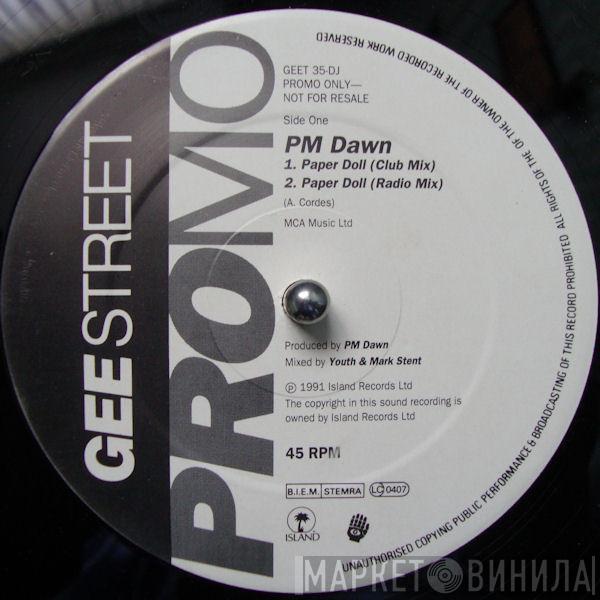 GEESTREET
PROMO
GEET 35-DJ
PROMO ONLY—
NOT FOR RESALE
Side One
PM Dawn
1. Paper Doll (Club Mix)
2. Paper Doll (Radio Mix)
(A. Cordes)
MCA Music Ltd
Produced by PM Dawn
Mixed by Youth & Mark Stent
℗ 1991 Island Records Ltd
The copyright in this sound recording is
owned by Island Records Ltd
45 RPM
B.I.E.M. STEMRA LC 0407
ISLAND
UNAUTHORISED COPYING PUBLIC PERFORMANCE & BROADCASTING OF THIS RECORD PROHIBITED ALL RIGHTS OF THE OF THE OWNER OF THE RECORDED WORK RESERVED
МАРКЕТ ВИНИЛА